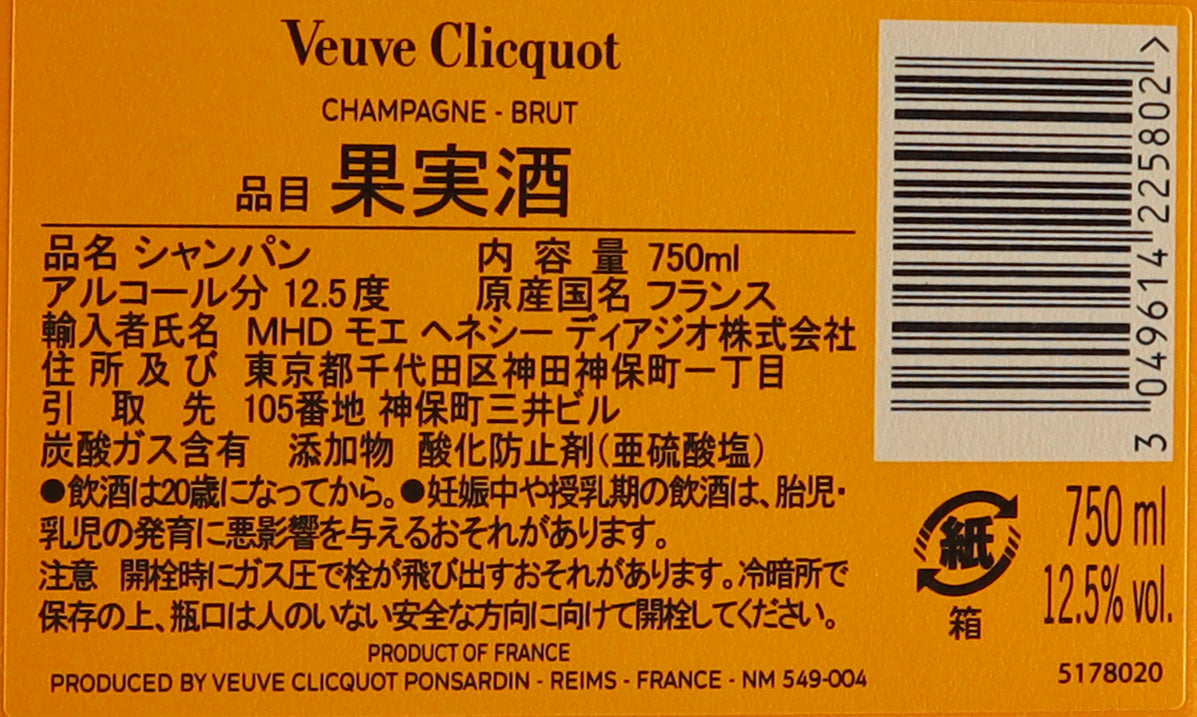 Veuve Clicquot
CHAMPAGNE - BRUT
品目 果実酒
品名 シャンパン 内容量 750ml
アルコール分 12.5度 原産国名 フランス
輸入者氏名 MHD モエ ヘネシー ディアジオ株式会社
住所及び 東京都千代田区神田神保町一丁目
引取先 105番地 神保町三井ビル
炭酸ガス含有 添加物 酸化防止剤(亜硫酸塩)
●飲酒は20歳になってから。●妊娠中や授乳期の飲酒は、胎児・
乳児の発育に悪影響を与えるおそれがあります。
注意 開栓時にガス圧で栓が飛び出すおそれがあります。冷暗所で
保存の上、瓶口は人のいない安全な方向に向けて開栓してください。
PRODUCT OF FRANCE
PRODUCED BY VEUVE CLICQUOT PONSARDIN - REIMS - FRANCE - NM 549-004
3 049614 225802 >
紙
箱
750 ml
12.5% vol.
5178020